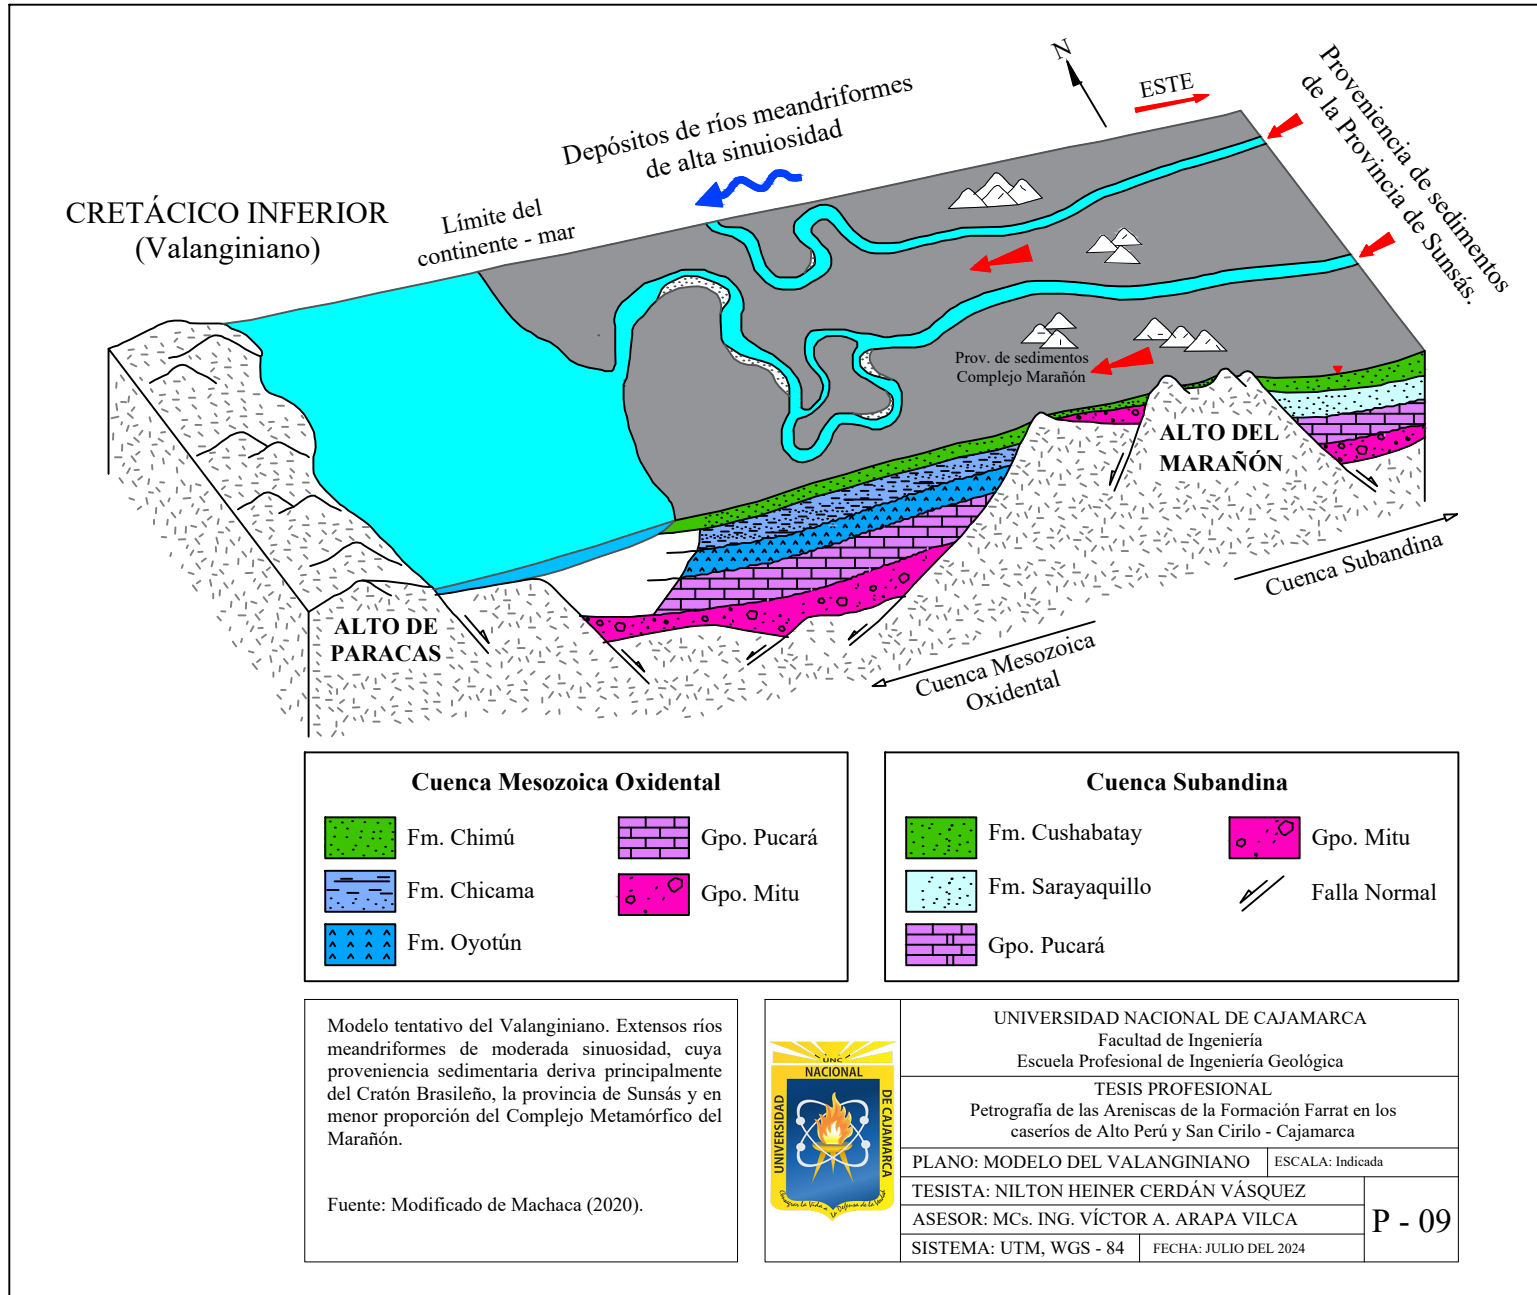 N
ESTE
Proveniencia de sedimentos
de la Provincia de Sunsás.
Depósitos de ríos meandriformes
de alta sinuiosidad
CRETÁCICO INFERIOR
(Valanginiano)
Límite del
continente - mar
Prov. de sedimentos
Complejo Marañón
ALTO DEL
MARAÑÓN
ALTO DE
PARACAS
Cuenca Subandina
Cuenca Mesozoica
Oxidental
Cuenca Mesozoica Oxidental
Fm. Chimú
Fm. Chicama
Fm. Oyotún
Gpo. Pucará
Gpo. Mitu
Cuenca Subandina
Fm. Cushabatay
Fm. Sarayaquillo
Gpo. Pucará
Gpo. Mitu
Falla Normal
Modelo tentativo del Valanginiano. Extensos ríos
meandriformes de moderada sinuosidad, cuya
proveniencia sedimentaria deriva principalmente
del Cratón Brasileño, la provincia de Sunsás y en
menor proporción del Complejo Metamórfico del
Marañón.
Fuente: Modificado de Machaca (2020).
UNC
NACIONAL
UNIVERSIDAD
DE CAJAMARCA
UNIVERSIDAD NACIONAL DE CAJAMARCA
Facultad de Ingeniería
Escuela Profesional de Ingeniería Geológica
TESIS PROFESIONAL
Petrografía de las Areniscas de la Formación Farrat en los
caseríos de Alto Perú y San Cirilo - Cajamarca
PLANO: MODELO DEL VALANGINIANO
ESCALA: Indicada
TESISTA: NILTON HEINER CERDÁN VÁSQUEZ
ASESOR: MCs. ING. VÍCTOR A. ARAPA VILCA
SISTEMA: UTM, WGS - 84
FECHA: JULIO DEL 2024
P - 09